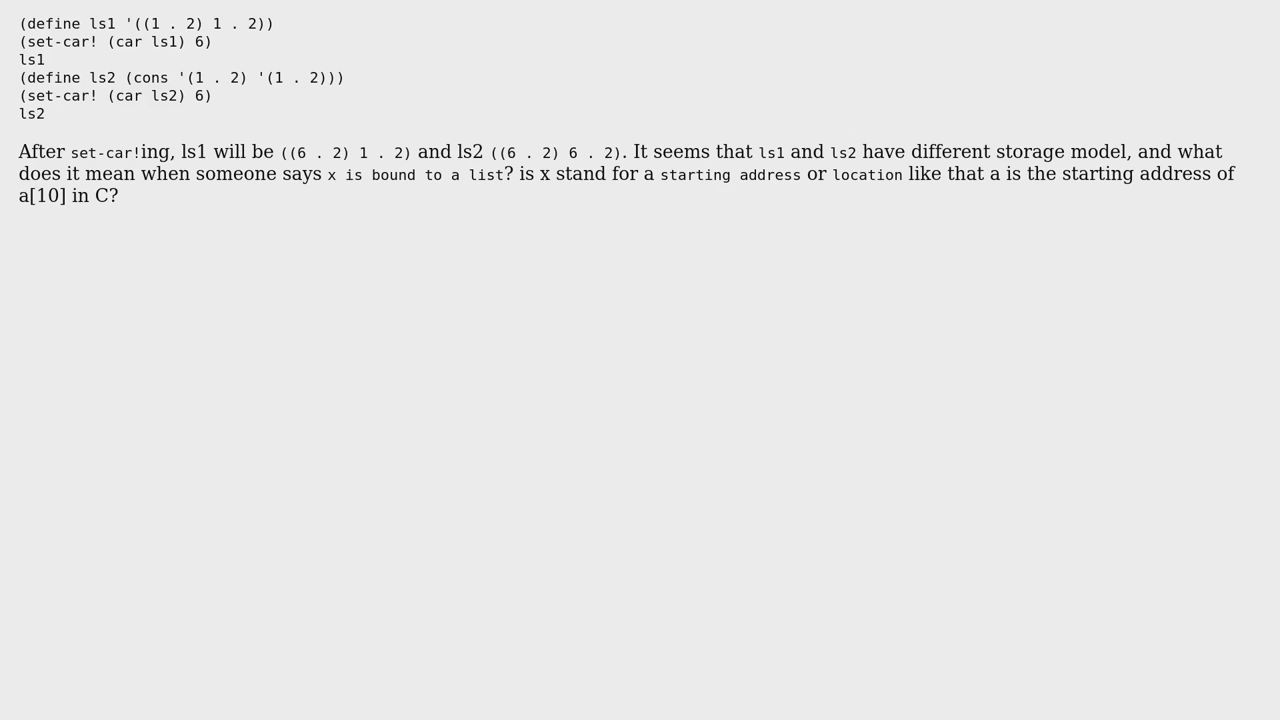 (define ls1 '((1 . 2) 1 . 2))
(set-car! (car ls1) 6)
ls1
(define ls2 (cons '(1 . 2) '(1 . 2)))
(set-car! (car ls2) 6)
ls2
After set-car!ing, ls1 will be ((6 . 2) 1 . 2) and ls2 ((6 . 2) 6 . 2). It seems that ls1 and ls2 have different storage model, and what
does it mean when someone says x is bound to a list? is x stand for a starting address or location like that a is the starting address of
a[10] in C?